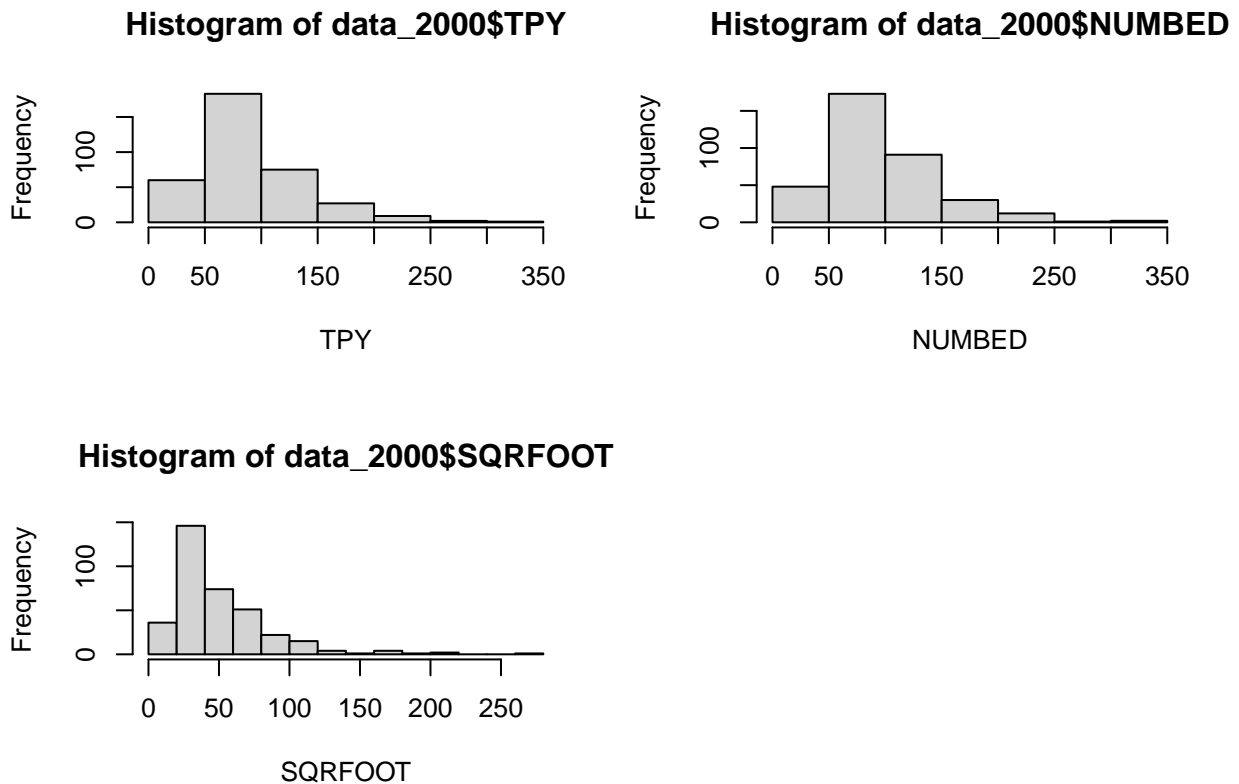 Histogram of data_2000$TPY
Frequency
0
100
0
50
150
250
350
TPY
Histogram of data_2000$NUMBED
Frequency
0
100
0
50
150
250
350
NUMBED
Histogram of data_2000$SQRFOOT
Frequency
0
100
0
50
100
150
200
250
SQRFOOT